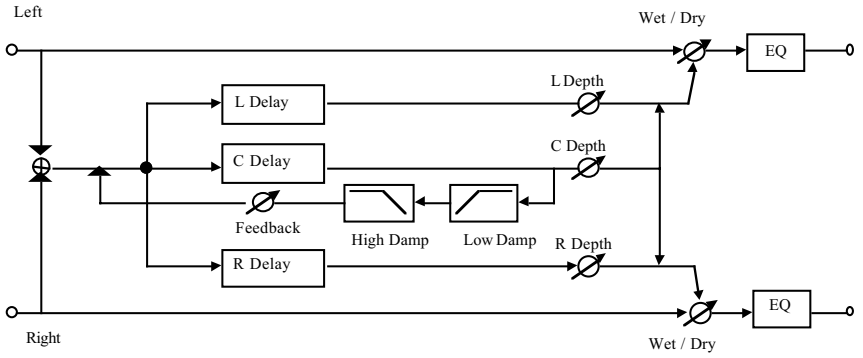 Left
Wet / Dry
EQ
L Depth
L Delay
C Depth
C Delay
Feedback
High Damp
Low Damp
R Depth
R Delay
EQ
Right
Wet / Dry